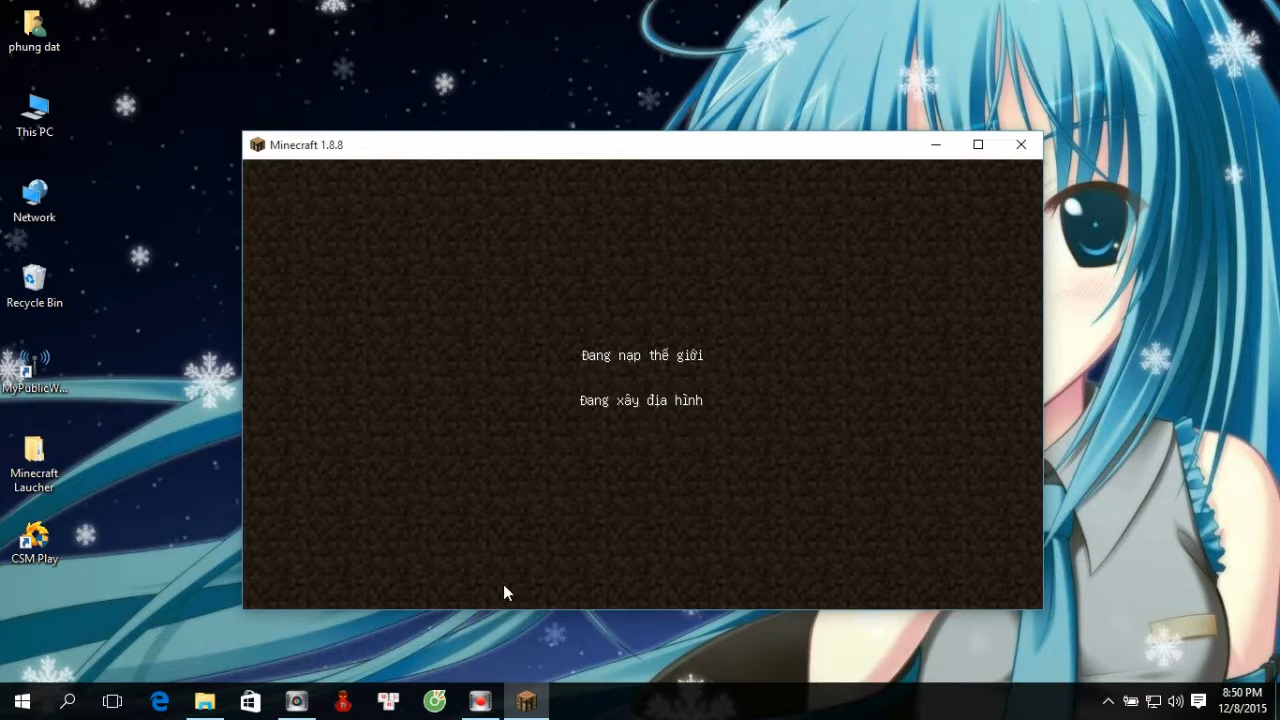 phung dat
This PC
Network
Recycle Bin
MyPublicW...
Minecraft
Laucher
CSM Play
Minecraft 1.8.8
Đang nạp thế giới
Đang xây địa hình
8:50 PM
12/8/2015